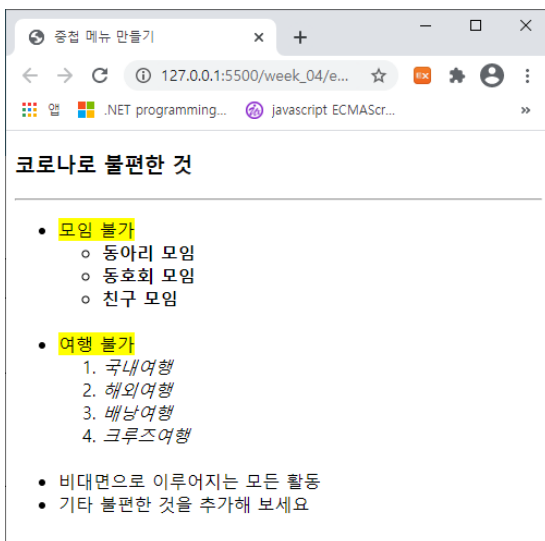 중첩 메뉴 만들기
127.0.0.1:5500/week_04/e...
앱 .NET programming... javascript ECMAScr... »
코로나로 불편한 것
모임 불가
동아리 모임
동호회 모임
친구 모임
여행 불가
1. 국내여행
2. 해외여행
3. 배낭여행
4. 크루즈여행
비대면으로 이루어지는 모든 활동
기타 불편한 것을 추가해 보세요